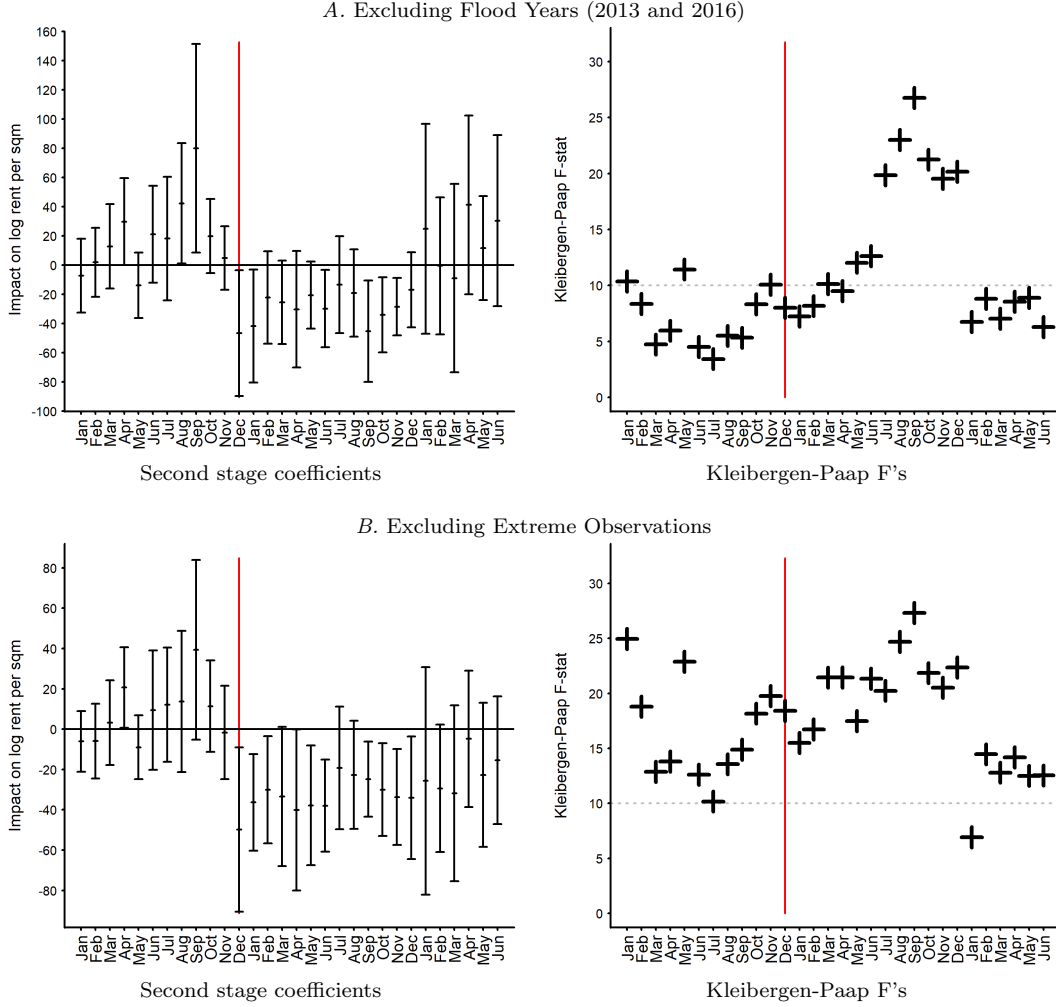 A. Excluding Flood Years (2013 and 2016)
Impact on log rent per sqm
160
140
120
100
80
60
40
20
0
-20
-40
-60
-80
-100
Jan Feb Mar Apr May Jun Jul Aug Sep Oct Nov Dec Jan Feb Mar Apr May Jun Jul Aug Sep Oct Nov Dec Jan Feb Mar Apr May Jun
Second stage coefficients
Kleibergen-Paap F-stat
30
25
20
15
10
5
0
Jan Feb Mar Apr May Jun Jul Aug Sep Oct Nov Dec Jan Feb Mar Apr May Jun Jul Aug Sep Oct Nov Dec Jan Feb Mar Apr May Jun
Kleibergen-Paap F's
B. Excluding Extreme Observations
Impact on log rent per sqm
80
60
40
20
0
-20
-40
-60
-80
Jan Feb Mar Apr May Jun Jul Aug Sep Oct Nov Dec Jan Feb Mar Apr May Jun Jul Aug Sep Oct Nov Dec Jan Feb Mar Apr May Jun
Second stage coefficients
Kleibergen-Paap F-stat
30
25
20
15
10
5
0
Jan Feb Mar Apr May Jun Jul Aug Sep Oct Nov Dec Jan Feb Mar Apr May Jun Jul Aug Sep Oct Nov Dec Jan Feb Mar Apr May Jun
Kleibergen-Paap F's